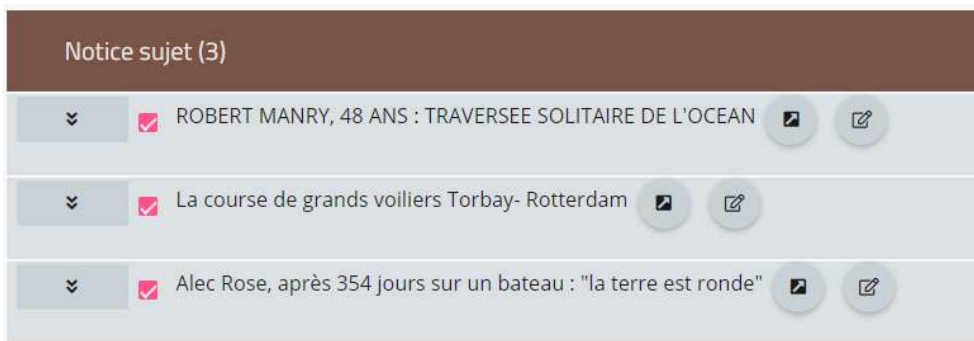 Notice sujet (3)
ROBERT MANRY, 48 ANS : TRAVERSEE SOLITAIRE DE L'OCEAN
La course de grands voiliers Torbay- Rotterdam
Alec Rose, après 354 jours sur un bateau : "la terre est ronde"